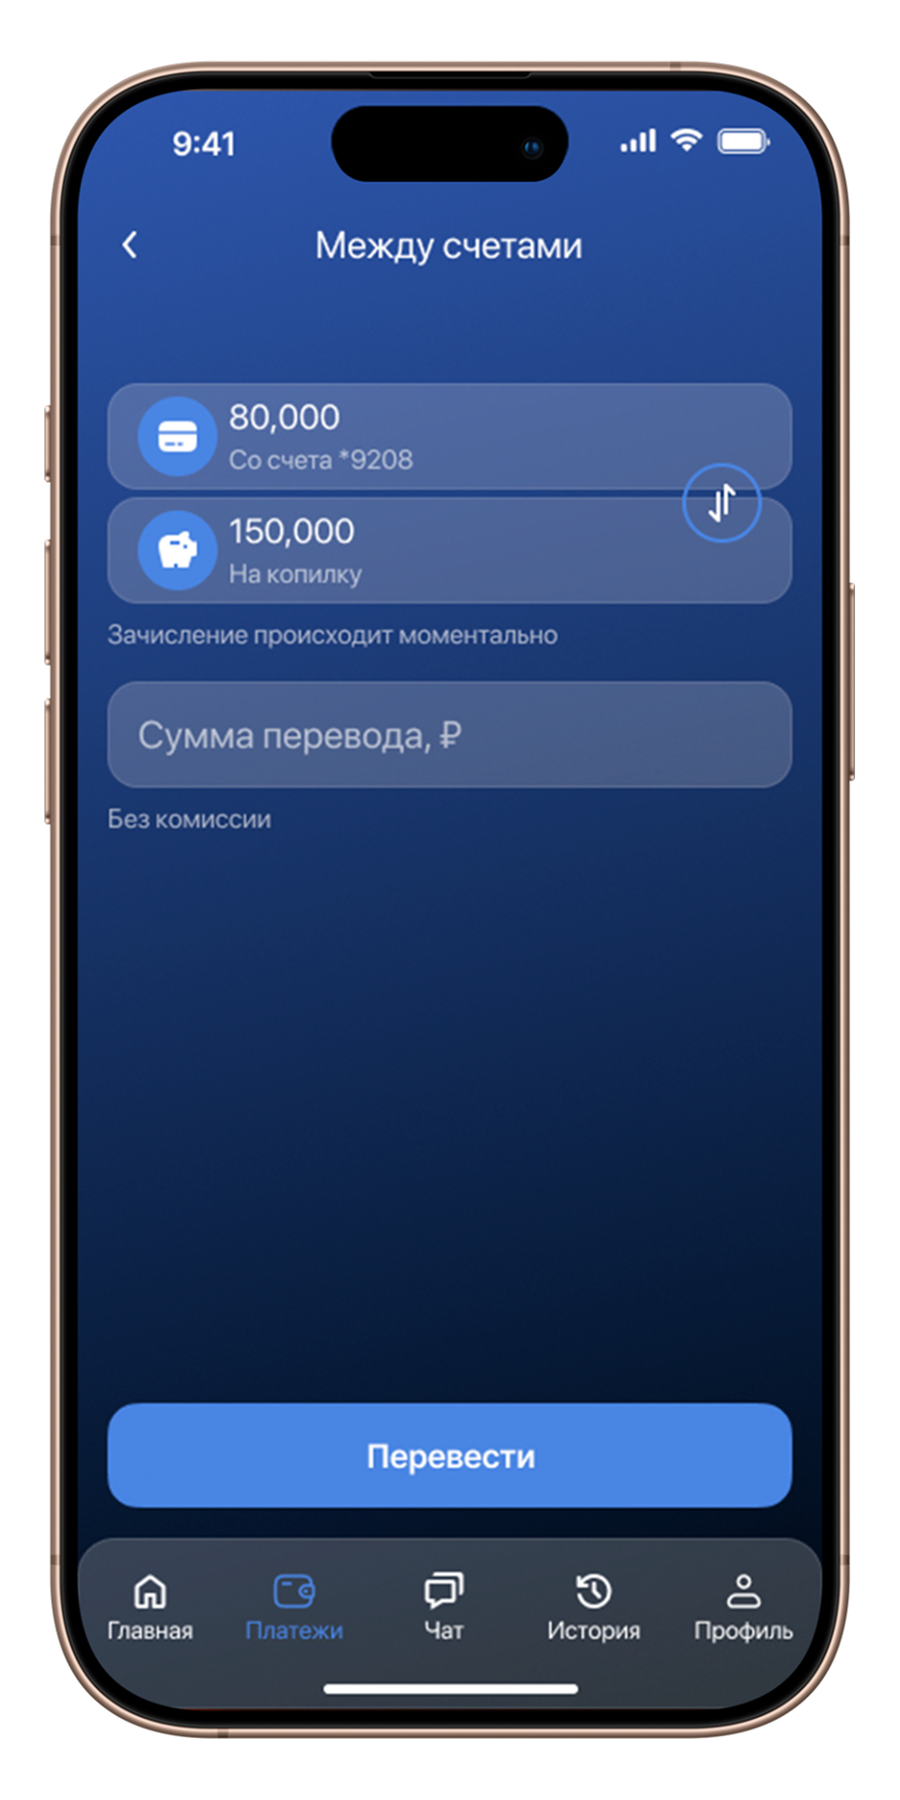 9:41
Между счетами
80,000
Со счета *9208
150,000
На копилку
Зачисление происходит моментально
Сумма перевода, ₽
Без комиссии
Перевести
Главная Платежи Чат История Профиль